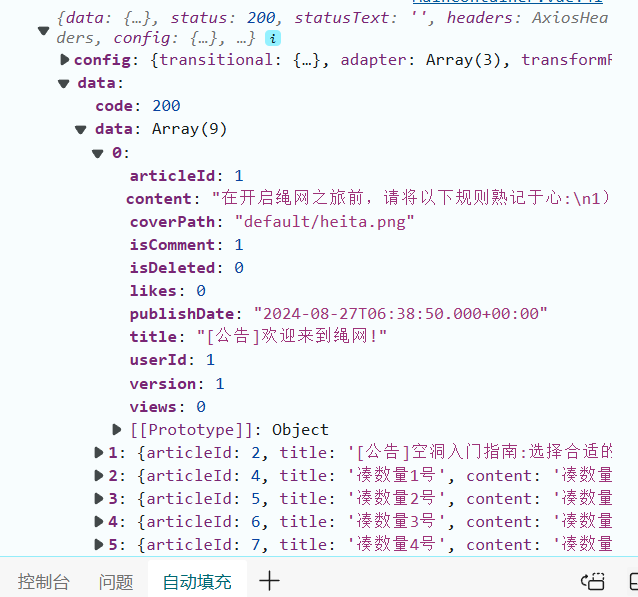 {data: {…}, status: 200, statusText: '', headers: AxiosHea
ders, config: {…}, …} i
config: {transitional: {…}, adapter: Array(3), transformR
data:
code: 200
data: Array(9)
0:
articleId: 1
content: "在开启绳网之旅前，请将以下规则熟记于心:\n1)
coverPath: "default/heita.png"
isComment: 1
isDeleted: 0
likes: 0
publishDate: "2024-08-27T06:38:50.000+00:00"
title: "[公告]欢迎来到绳网!"
userId: 1
version: 1
views: 0
[[Prototype]]: Object
1: {articleId: 2, title: '[公告]空洞入门指南:选择合适的
2: {articleId: 4, title: '凑数量1号', content: '凑数量
3: {articleId: 5, title: '凑数量2号', content: '凑数量
4: {articleId: 6, title: '凑数量3号', content: '凑数量
5: {articleId: 7, title: '凑数量4号', content: '凑数量
控制台 问题 自动填充